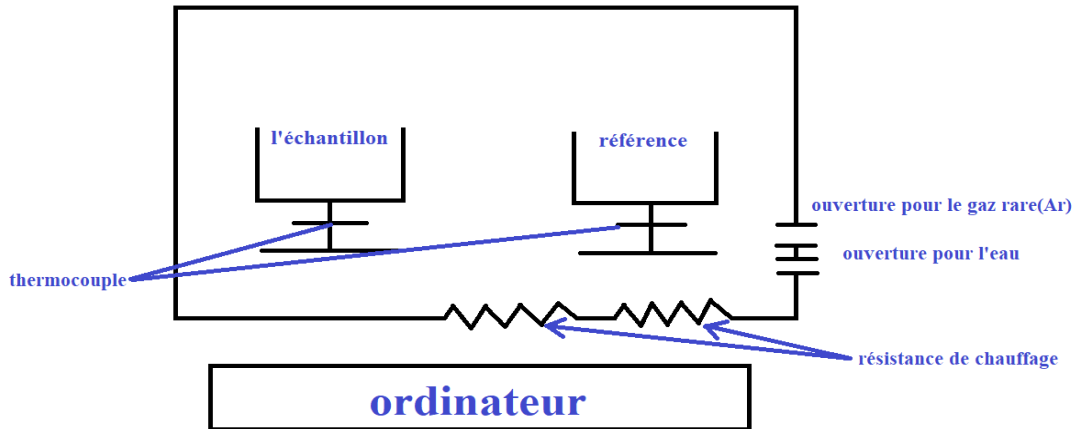 l'échantillon
référence
ouverture pour le gaz rare(Ar)
ouverture pour l'eau
thermocouple
résistance de chauffage
ordinateur